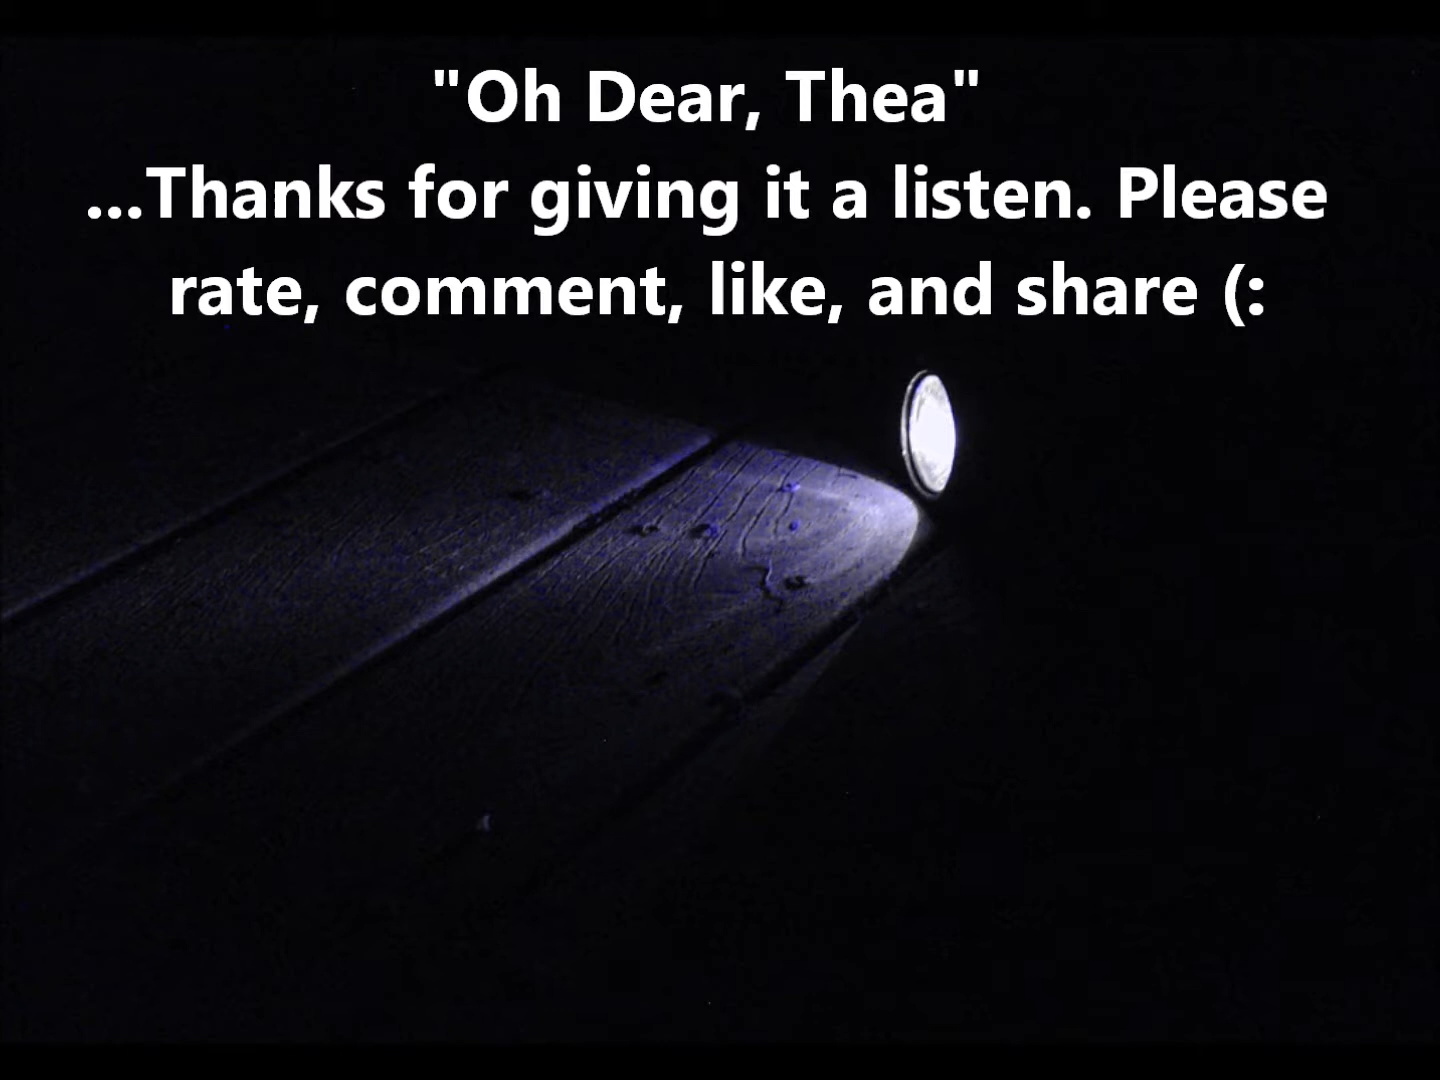 "Oh Dear, Thea"
...Thanks for giving it a listen. Please
rate, comment, like, and share (: